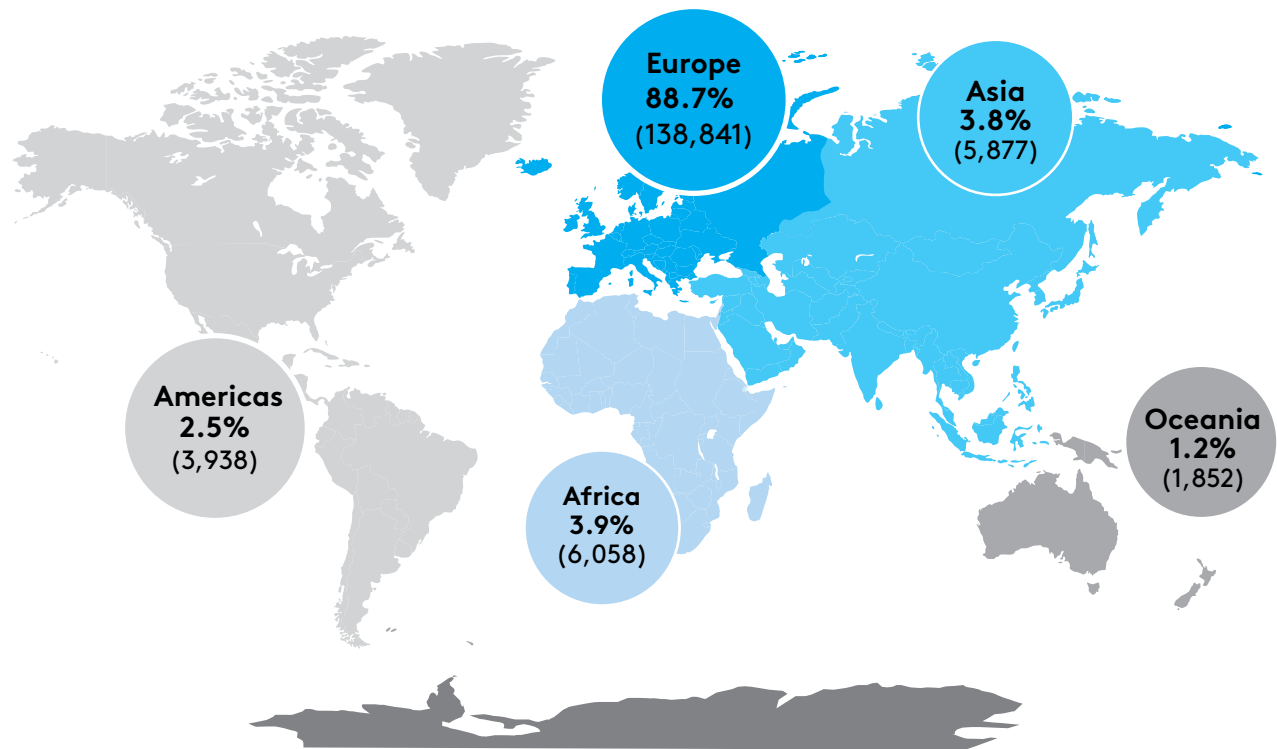 Europe
88.7%
(138,841)
Asia
3.8%
(5,877)
Americas
2.5%
(3,938)
Oceania
1.2%
(1,852)
Africa
3.9%
(6,058)